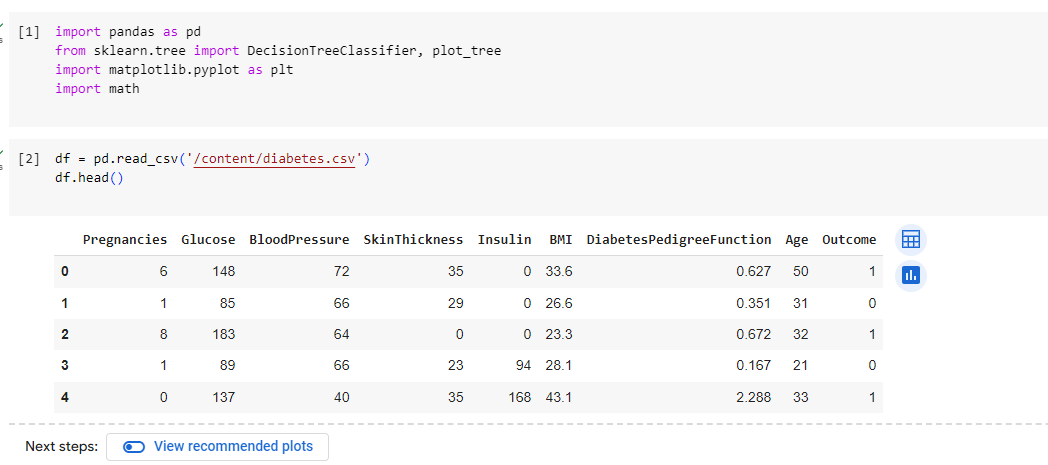 [1] import pandas as pd
from sklearn.tree import DecisionTreeClassifier, plot_tree
import matplotlib.pyplot as plt
import math
[2] df = pd.read_csv('/content/diabetes.csv')
df.head()
Pregnancies Glucose BloodPressure SkinThickness Insulin BMI DiabetesPedigreeFunction Age Outcome
0 6 148 72 35 0 33.6 0.627 50 1
1 1 85 66 29 0 26.6 0.351 31 0
2 8 183 64 0 0 23.3 0.672 32 1
3 1 89 66 23 94 28.1 0.167 21 0
4 0 137 40 35 168 43.1 2.288 33 1
Next steps: View recommended plots